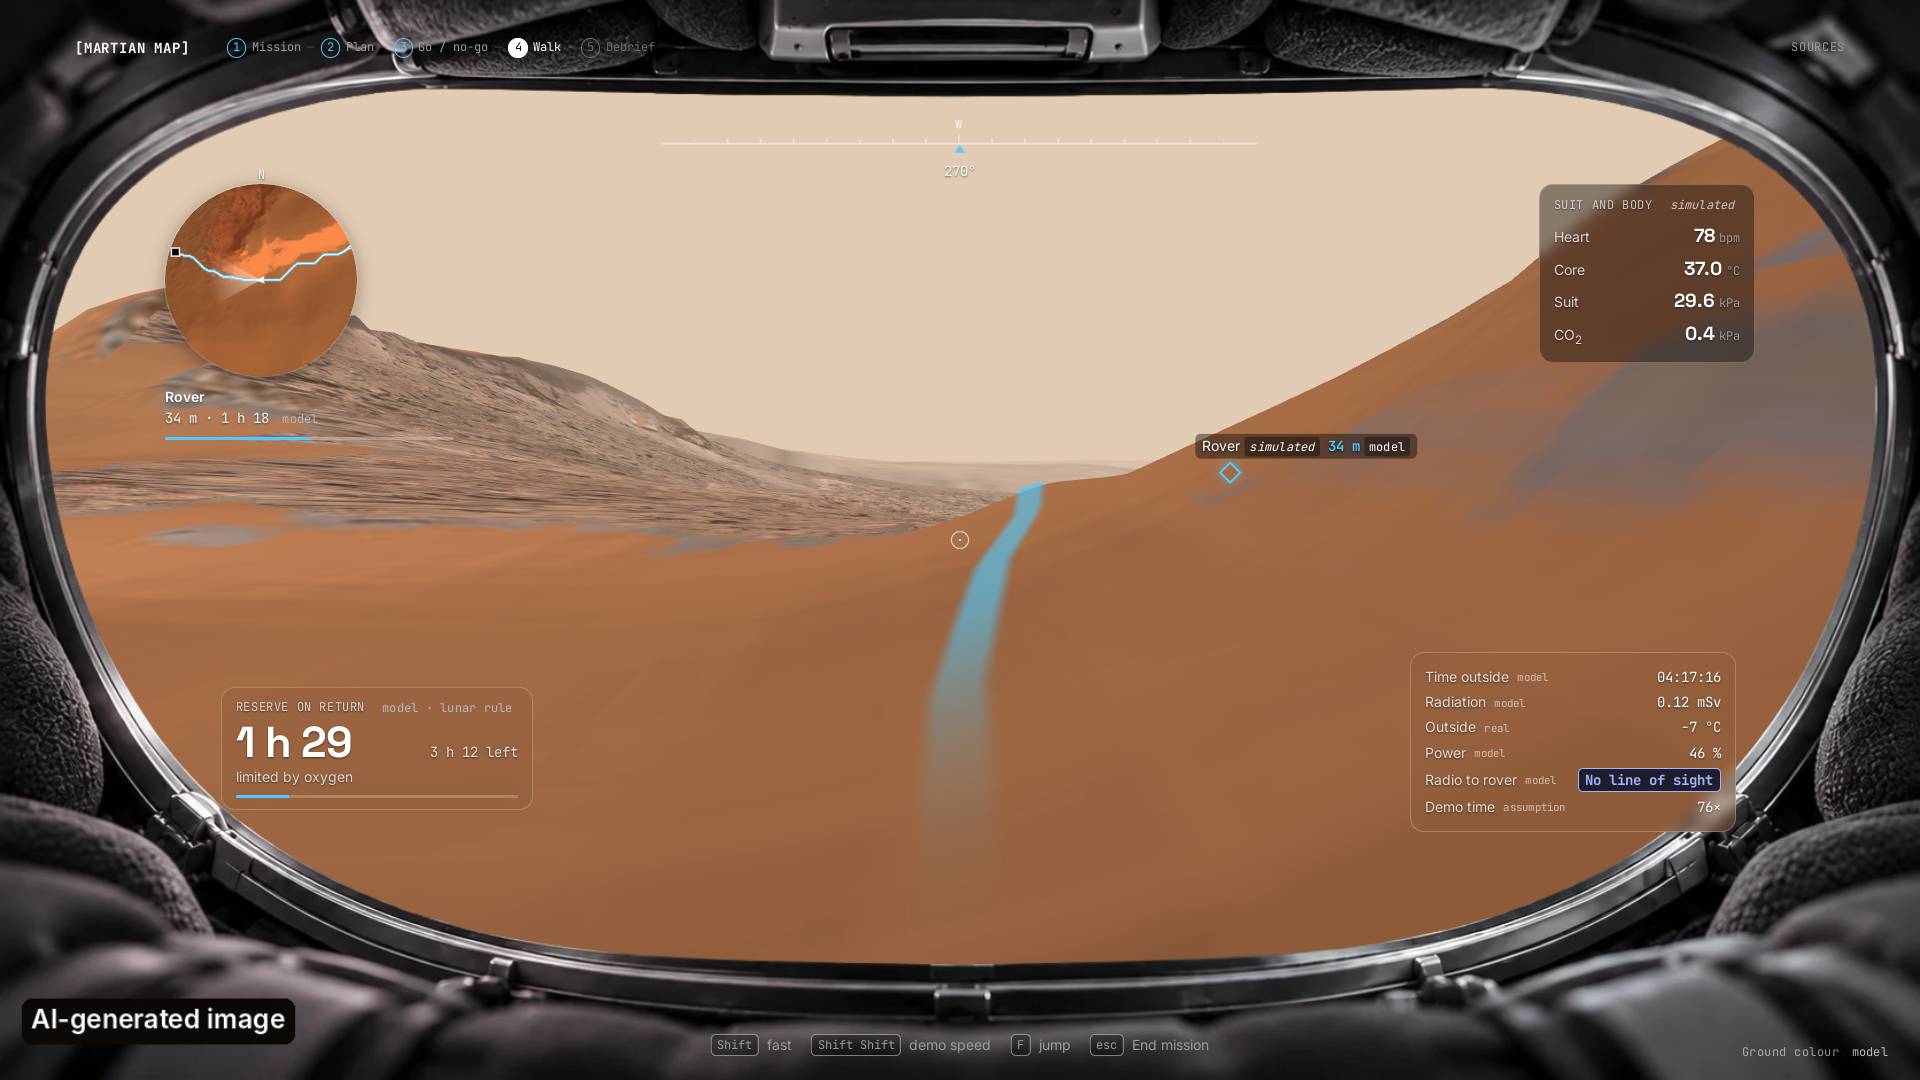 [MARTIAN MAP] 1 Mission 2 Plan 3 Go / no-go 4 Walk 5 Debrief SOURCES
W
270°
N
Rover
34 m · 1 h 18 model
SUIT AND BODY simulated
Heart 78 bpm
Core 37.0 °C
Suit 29.6 kPa
CO2 0.4 kPa
Rover simulated 34 m model
RESERVE ON RETURN model · lunar rule
1 h 29 3 h 12 left
limited by oxygen
Time outside model 04:17:16
Radiation model 0.12 mSv
Outside real -7 °C
Power model 46 %
Radio to rover model No line of sight
Demo time assumption 76×
AI-generated image
Shift fast Shift Shift demo speed F jump esc End mission
Ground colour model